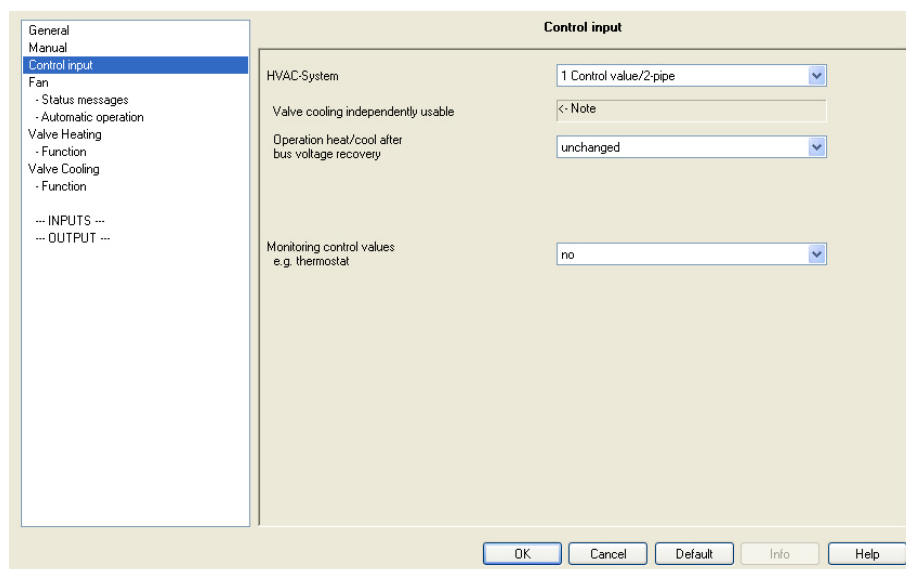 General
Manual
Control input
Fan
- Status messages
- Automatic operation
Valve Heating
- Function
Valve Cooling
- Function
--- INPUTS ---
--- OUTPUT ---
Control input
HVAC-System
1 Control value/2-pipe
Valve cooling independently usable
<- Note
Operation heat/cool after
bus voltage recovery
unchanged
Monitoring control values
e.g. thermostat
no
OK
Cancel
Default
Info
Help